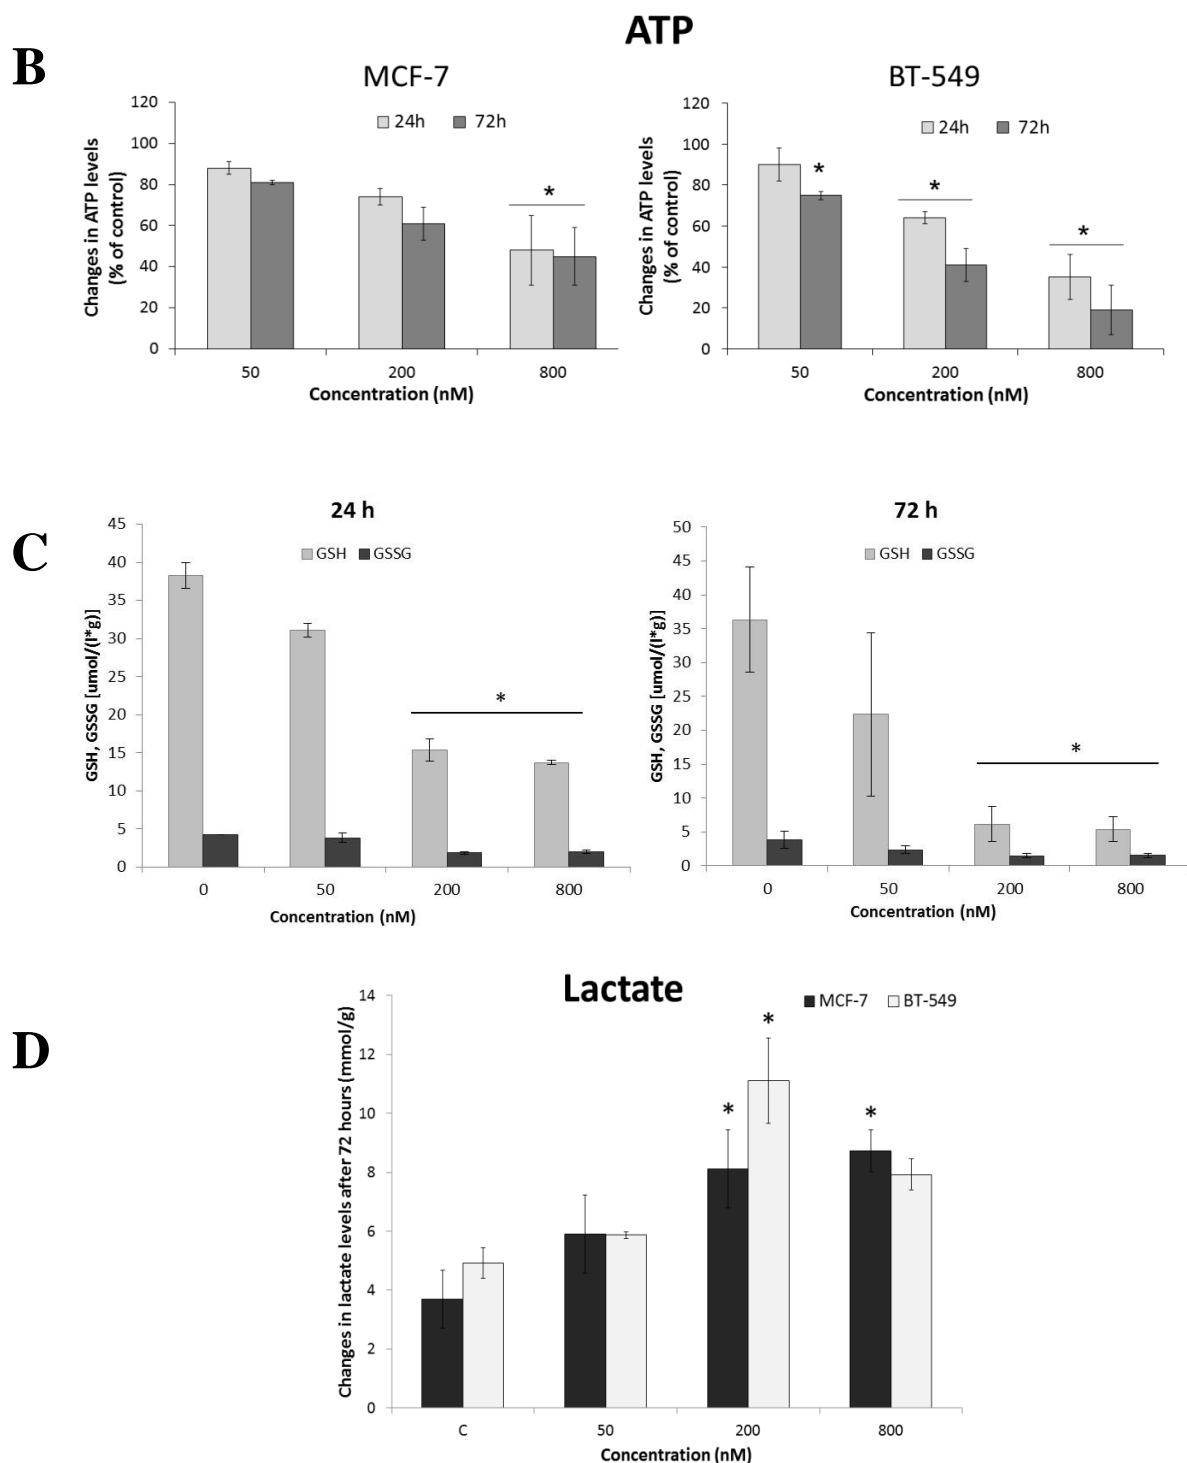 ATP
B
MCF-7
BT-549
24h 72h
24h 72h
Changes in ATP levels
(% of control)
120
100
80
60
40
20
0
*
50 200 800
Concentration (nM)
Changes in ATP levels
(% of control)
120
100
80
60
40
20
0
*
*
*
50 200 800
Concentration (nM)
C
24 h
GSH GSSG
GSH, GSSG [umol/(l*g)]
45
40
35
30
25
20
15
10
5
0
*
0 50 200 800
Concentration (nM)
72 h
GSH GSSG
GSH, GSSG [umol/(l*g)]
50
45
40
35
30
25
20
15
10
5
0
*
0 50 200 800
Concentration (nM)
D
Lactate
MCF-7 BT-549
Changes in lactate levels after 72 hours (mmol/g)
14
12
10
8
6
4
2
0
*
*
*
C 50 200 800
Concentration (nM)